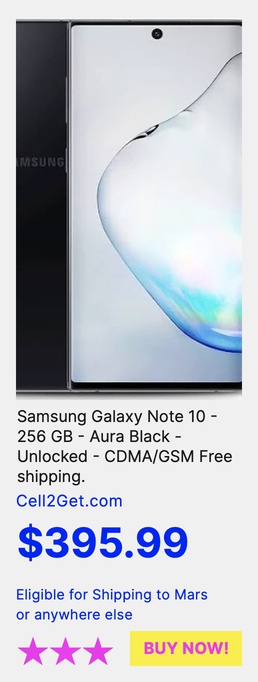 AMSUNG
Samsung Galaxy Note 10 -
256 GB - Aura Black -
Unlocked - CDMA/GSM Free
shipping.
Cell2Get.com
$395.99
Eligible for Shipping to Mars
or anywhere else
BUY NOW!